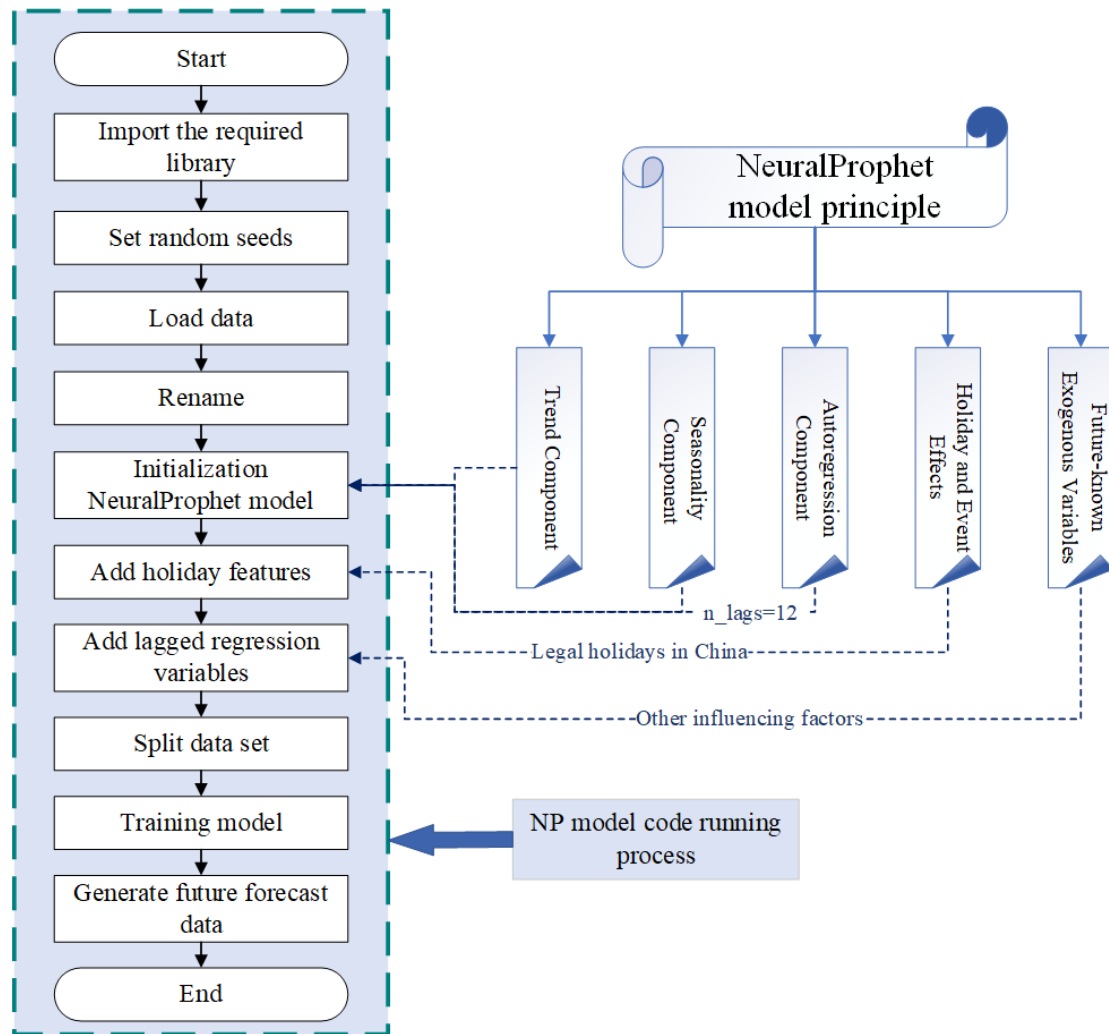 Start
Import the required
library
Set random seeds
Load data
Rename
Initialization
NeuralProphet model
Add holiday features
Add lagged regression
variables
Split data set
Training model
Generate future forecast
data
End
NeuralProphet
model principle
Trend Component
Seasonality
Component
Autoregression
Component
Holiday and Event
Effects
Future-known
Exogenous Variables
n_lags=12
Legal holidays in China
Other influencing factors
NP model code running
process